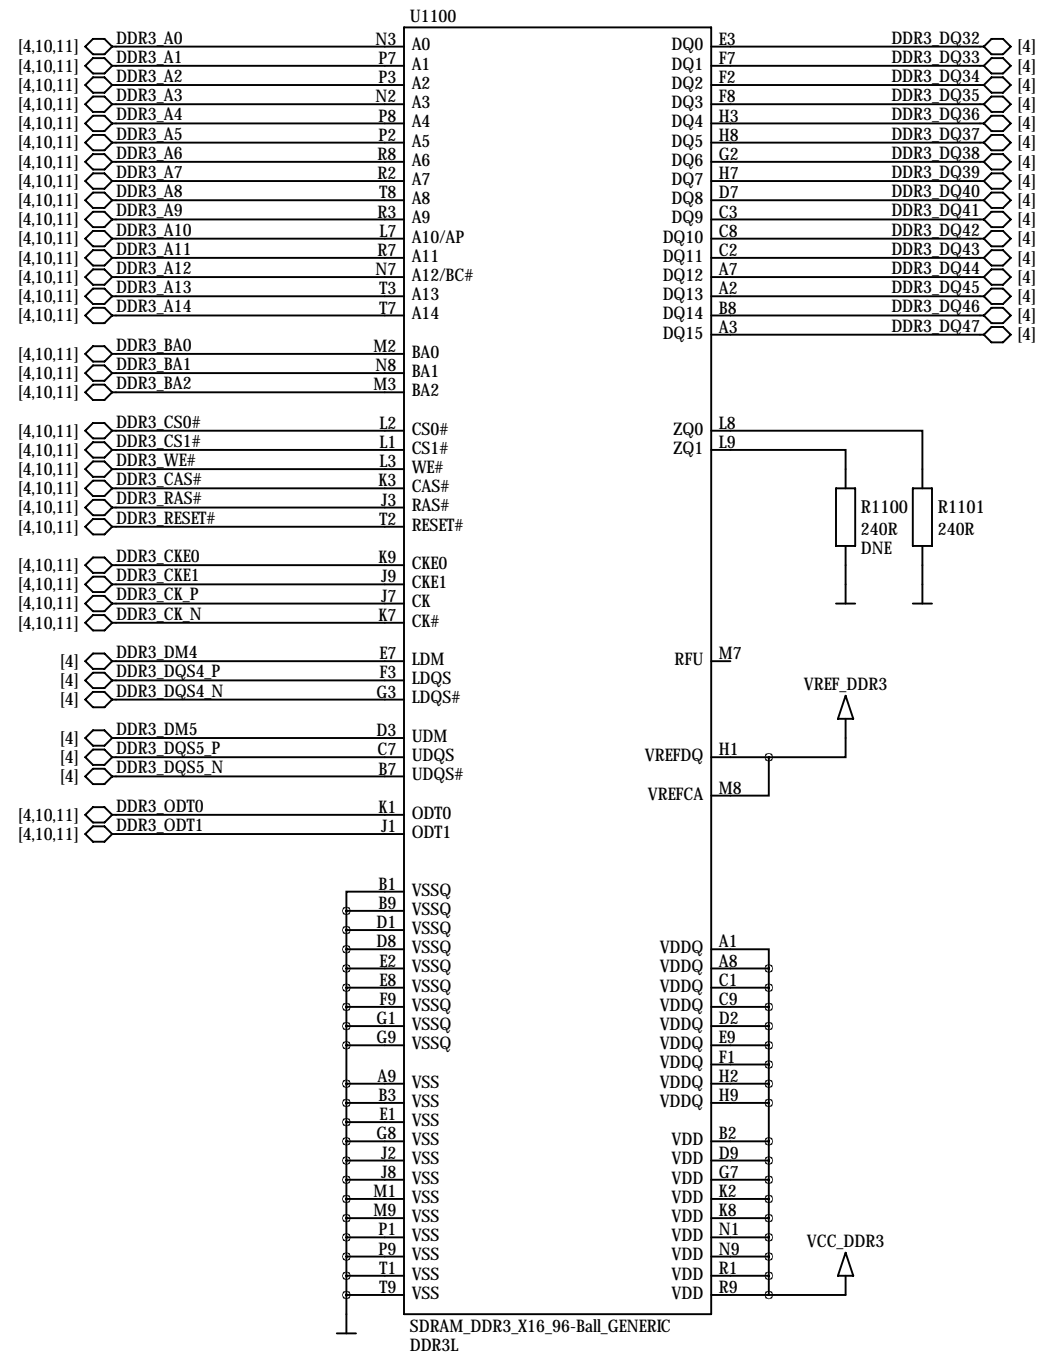 U1100
[4,10,11] DDR3_A0 N3 A0 DQ0 E3 DDR3_DQ32 [4]
[4,10,11] DDR3_A1 P7 A1 DQ1 F7 DDR3_DQ33 [4]
[4,10,11] DDR3_A2 P3 A2 DQ2 F2 DDR3_DQ34 [4]
[4,10,11] DDR3_A3 N2 A3 DQ3 F8 DDR3_DQ35 [4]
[4,10,11] DDR3_A4 P8 A4 DQ4 H3 DDR3_DQ36 [4]
[4,10,11] DDR3_A5 P2 A5 DQ5 H8 DDR3_DQ37 [4]
[4,10,11] DDR3_A6 R8 A6 DQ6 G2 DDR3_DQ38 [4]
[4,10,11] DDR3_A7 R2 A7 DQ7 H7 DDR3_DQ39 [4]
[4,10,11] DDR3_A8 T8 A8 DQ8 D7 DDR3_DQ40 [4]
[4,10,11] DDR3_A9 R3 A9 DQ9 C3 DDR3_DQ41 [4]
[4,10,11] DDR3_A10 L7 A10/AP DQ10 C8 DDR3_DQ42 [4]
[4,10,11] DDR3_A11 R7 A11 DQ11 C2 DDR3_DQ43 [4]
[4,10,11] DDR3_A12 N7 A12/BC# DQ12 A7 DDR3_DQ44 [4]
[4,10,11] DDR3_A13 T3 A13 DQ13 A2 DDR3_DQ45 [4]
[4,10,11] DDR3_A14 T7 A14 DQ14 B8 DDR3_DQ46 [4]
DQ15 A3 DDR3_DQ47 [4]
[4,10,11] DDR3_BA0 M2 BA0
[4,10,11] DDR3_BA1 N8 BA1
[4,10,11] DDR3_BA2 M3 BA2
[4,10,11] DDR3_CS0# L2 CS0# ZQ0 L8
[4,10,11] DDR3_CS1# L1 CS1# ZQ1 L9
[4,10,11] DDR3_WE# L3 WE#
[4,10,11] DDR3_CAS# K3 CAS#
[4,10,11] DDR3_RAS# J3 RAS# R1100 R1101
[4,10,11] DDR3_RESET# T2 RESET# 240R 240R
DNE
[4,10,11] DDR3_CKE0 K9 CKE0
[4,10,11] DDR3_CKE1 J9 CKE1
[4,10,11] DDR3_CK_P J7 CK
[4,10,11] DDR3_CK_N K7 CK#
[4] DDR3_DM4 E7 LDM RFU M7
[4] DDR3_DQS4_P F3 LDQS VREF_DDR3
[4] DDR3_DQS4_N G3 LDQS#
[4] DDR3_DM5 D3 UDM
[4] DDR3_DQS5_P C7 UDQS VREFDQ H1
[4] DDR3_DQS5_N B7 UDQS#
VREFCA M8
[4,10,11] DDR3_ODT0 K1 ODT0
[4,10,11] DDR3_ODT1 J1 ODT1
B1 VSSQ
B9 VSSQ
D1 VSSQ
D8 VSSQ VDDQ A1
E2 VSSQ VDDQ A8
E8 VSSQ VDDQ C1
F9 VSSQ VDDQ C9
G1 VSSQ VDDQ D2
G9 VSSQ VDDQ E9
VDDQ F1
A9 VSS VDDQ H2
B3 VSS VDDQ H9
E1 VSS
G8 VSS VDD B2
J2 VSS VDD D9
J8 VSS VDD G7
M1 VSS VDD K2
M9 VSS VDD K8
P1 VSS VDD N1 VCC_DDR3
P9 VSS VDD N9
T1 VSS VDD R1
T9 VSS VDD R9
SDRAM_DDR3_X16_96-Ball_GENERIC
DDR3L